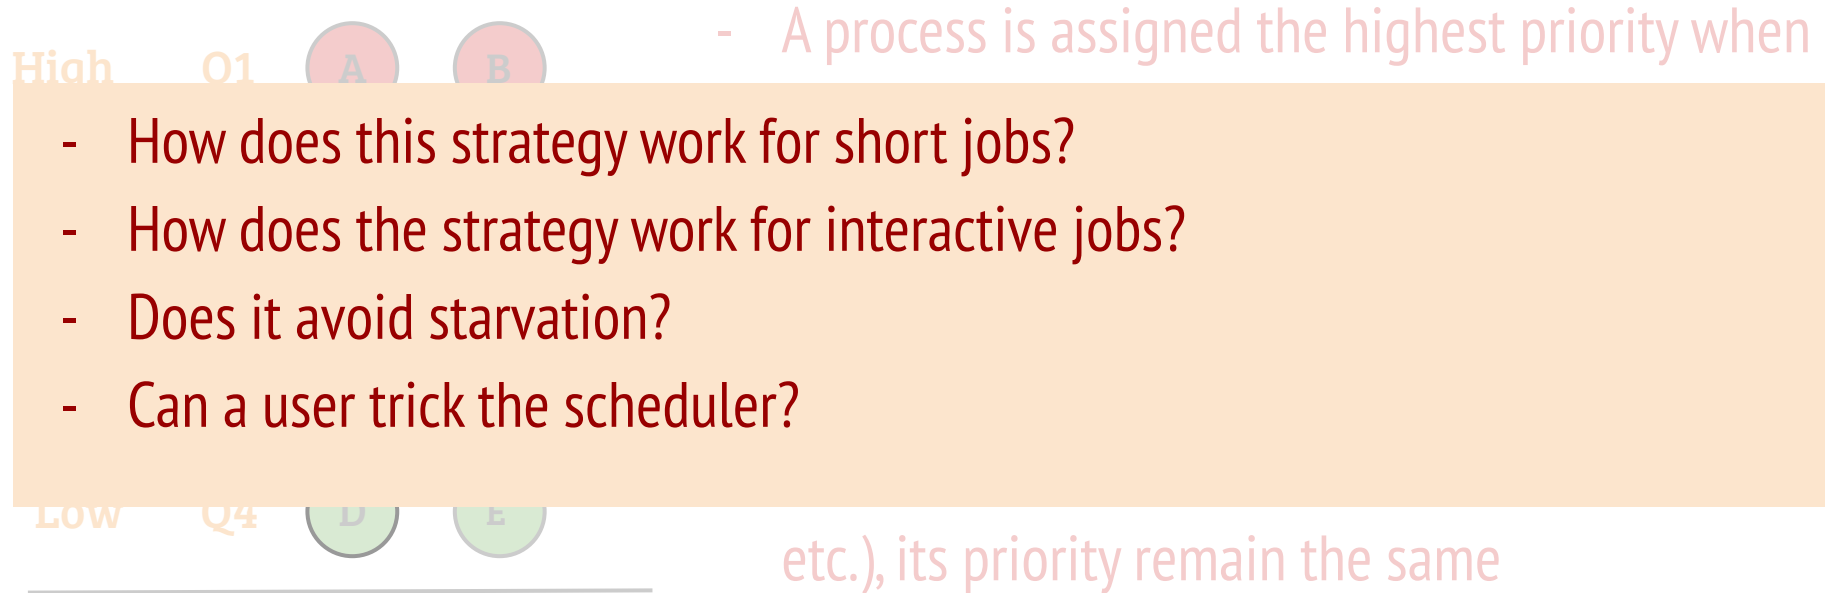 High Q1 A B
- A process is assigned the highest priority when
- How does this strategy work for short jobs?
- How does the strategy work for interactive jobs?
- Does it avoid starvation?
- Can a user trick the scheduler?
Low Q4 D E
etc.), its priority remain the same